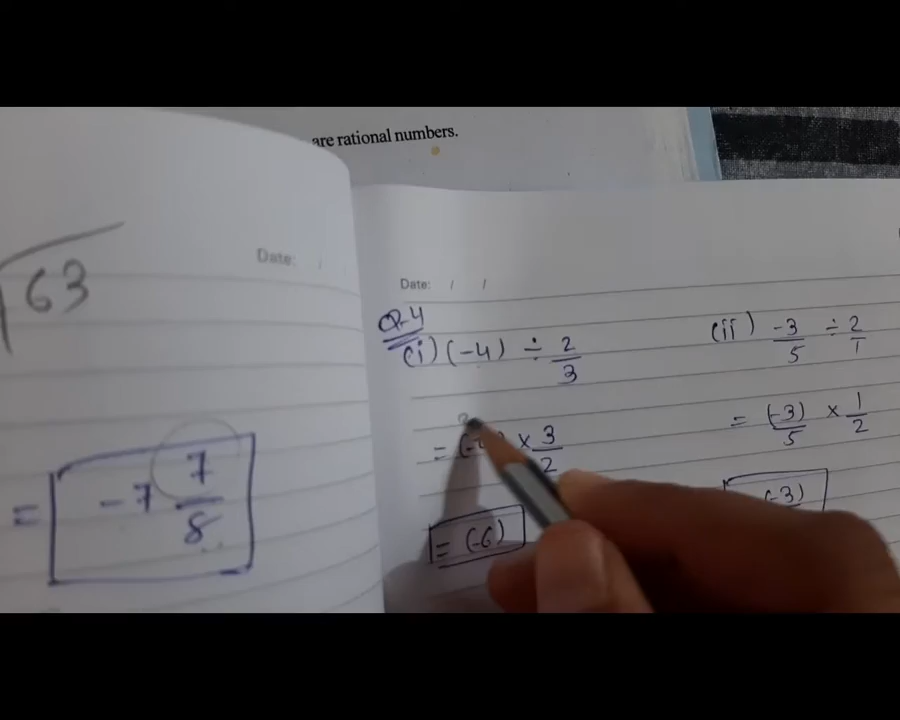 are rational numbers.
63
Date: /
= -7 7/8
Date: / /
Q-4
(i) (-4) ÷ 2/3
= × 3/2
= (-6)
(ii) -3/5 ÷ 2/1
= (-3)/5 × 1/2
(-3)